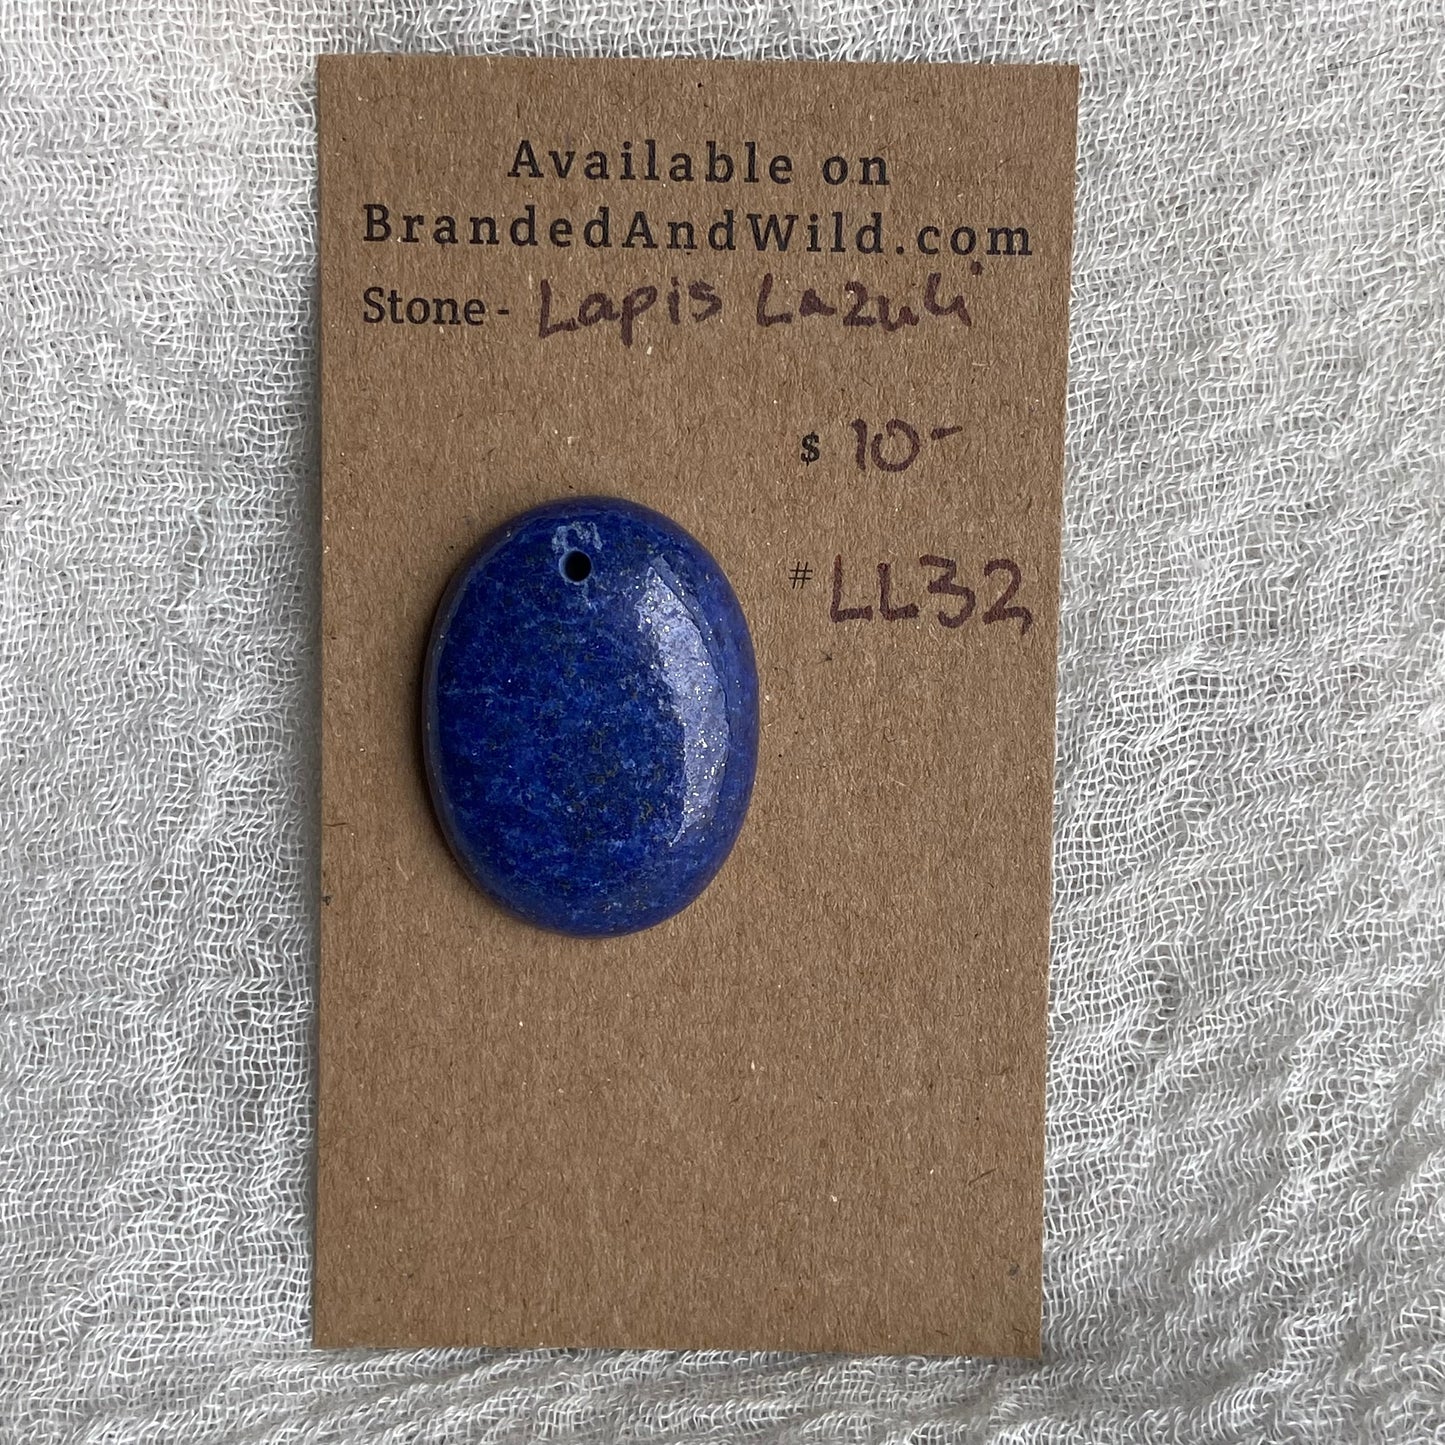 Available on
BrandedAndWild.com
Stone - Lapis Lazuli
$ 10-
# LL32